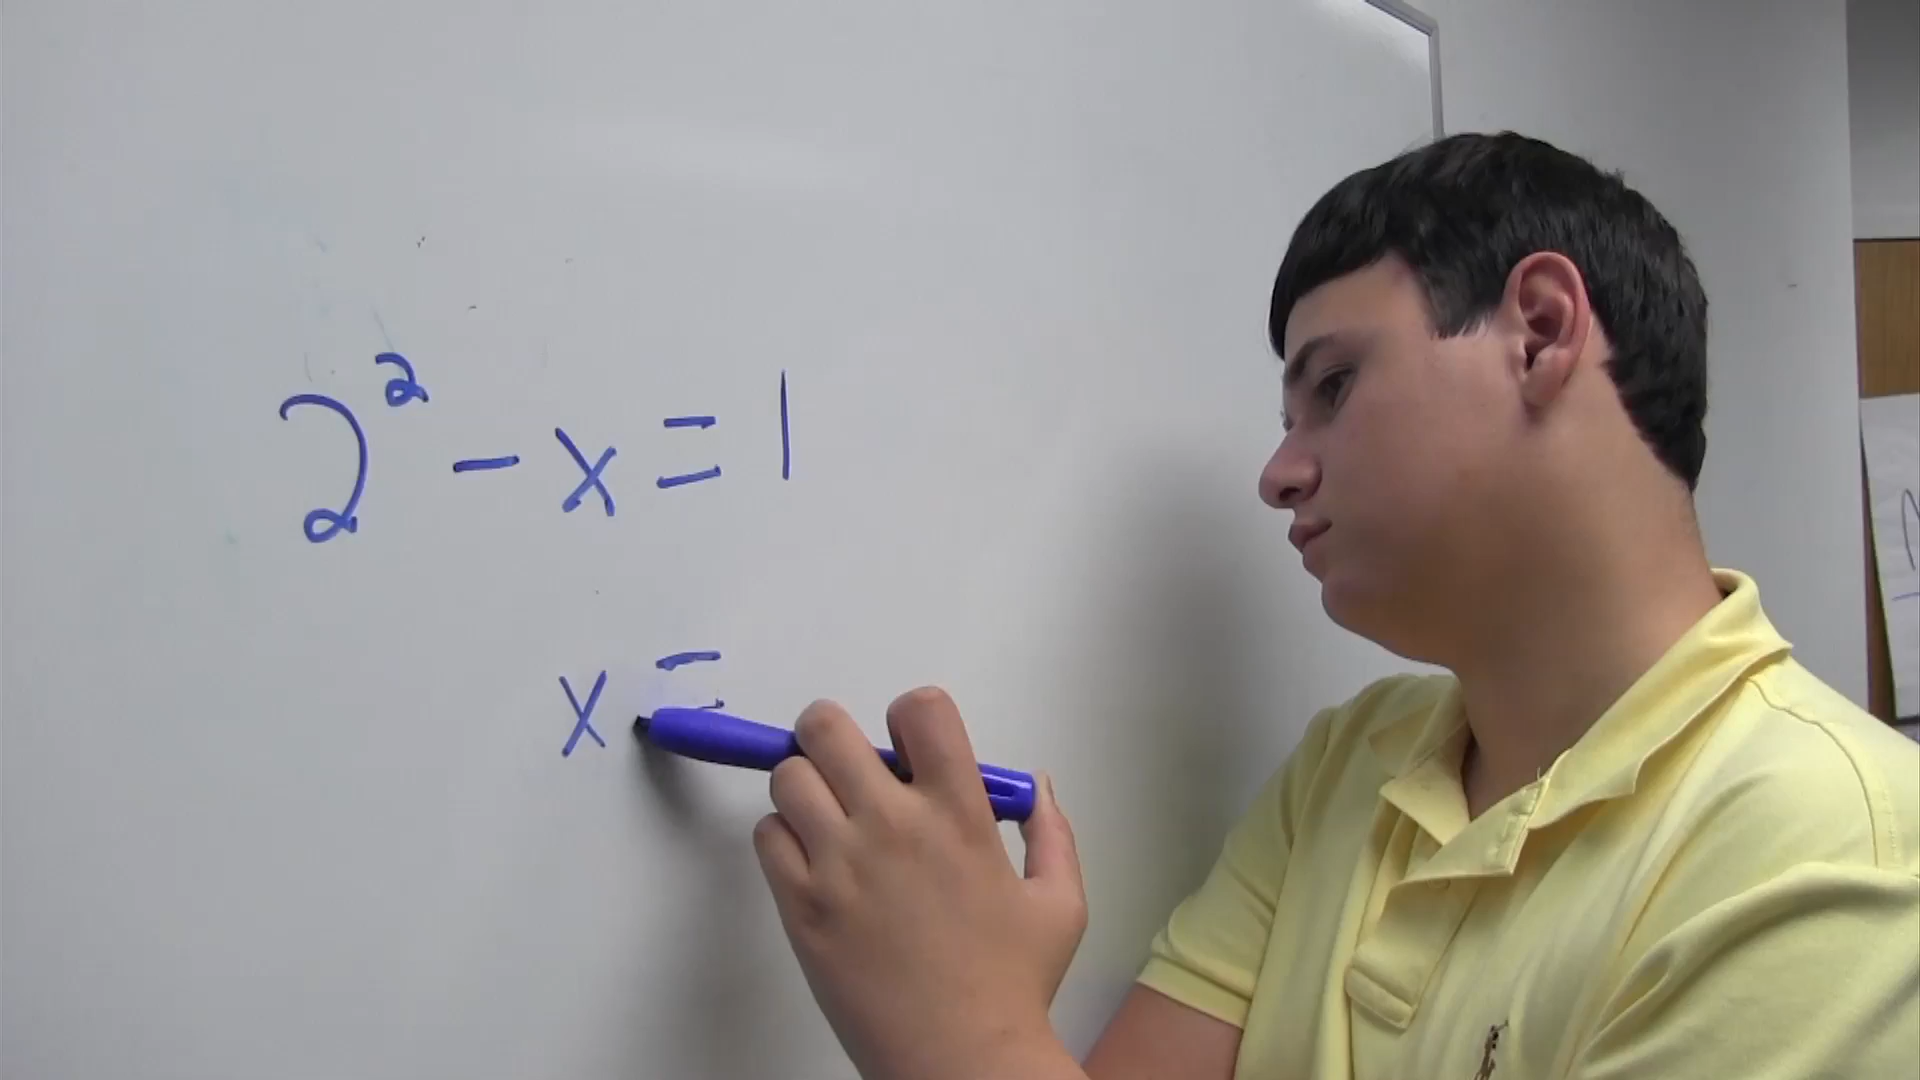 2² - x = 1
x =